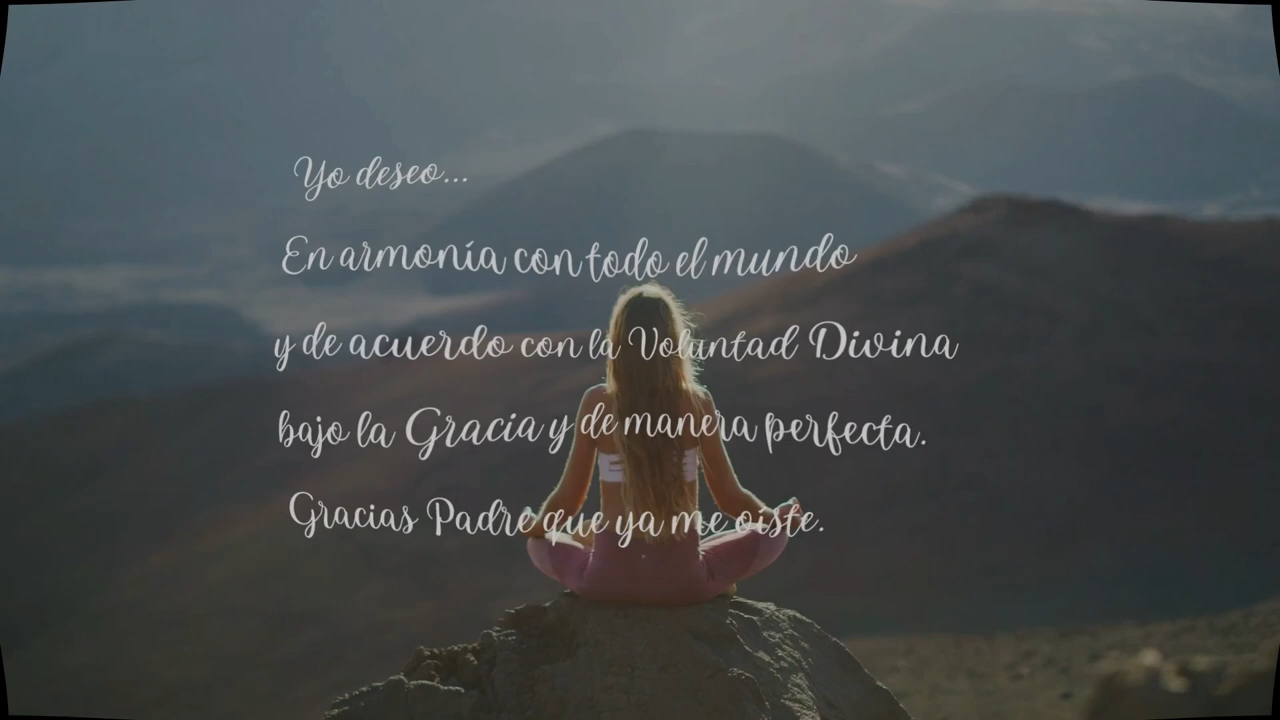 Yo deseo...
En armonía con todo el mundo
y de acuerdo con la Voluntad Divina
bajo la Gracia y de manera perfecta.
Gracias Padre que ya me oíste.